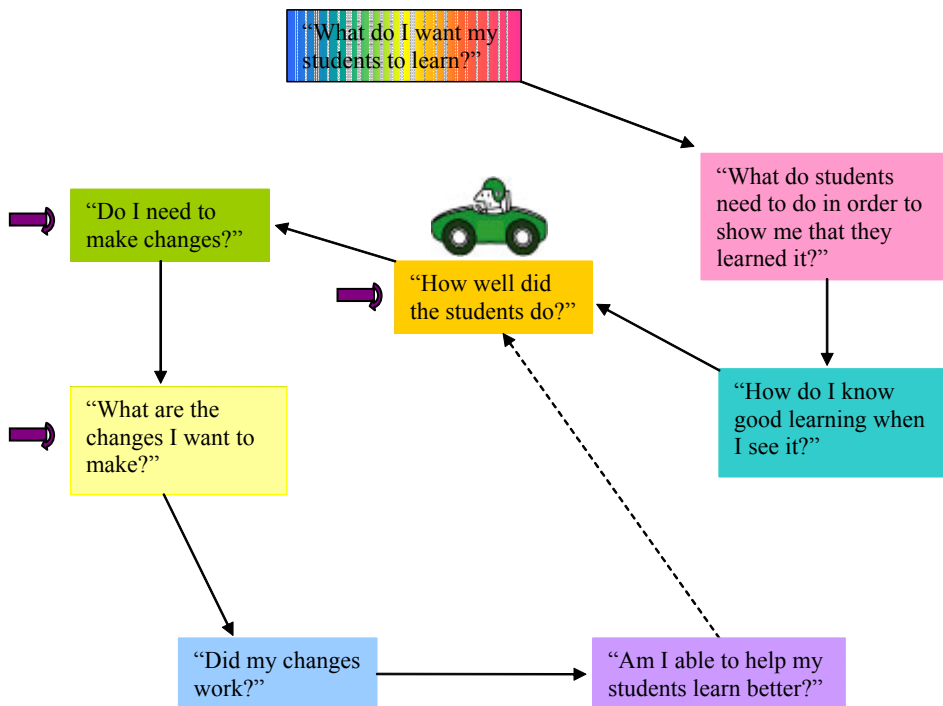 “What do I want my
students to learn?”
“What do students
need to do in order to
show me that they
learned it?”
“How do I know
good learning when
I see it?”
“How well did
the students do?”
“Do I need to
make changes?”
“What are the
changes I want to
make?”
“Did my changes
work?”
“Am I able to help my
students learn better?”